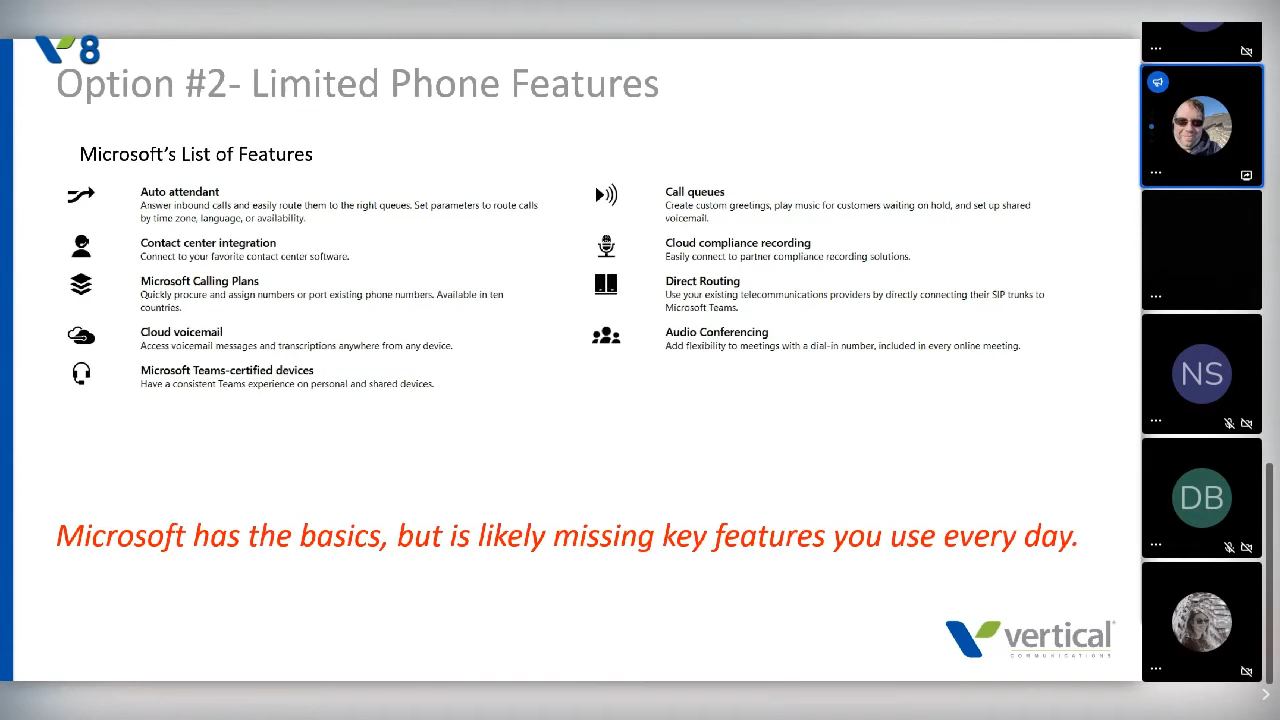 V8
Option #2- Limited Phone Features
Microsoft's List of Features
Auto attendant
Answer inbound calls and easily route them to the right queues. Set parameters to route calls
by time zone, language, or availability.
Contact center integration
Connect to your favorite contact center software.
Microsoft Calling Plans
Quickly procure and assign numbers or port existing phone numbers. Available in ten
countries.
Cloud voicemail
Access voicemail messages and transcriptions anywhere from any device.
Microsoft Teams-certified devices
Have a consistent Teams experience on personal and shared devices.
Call queues
Create custom greetings, play music for customers waiting on hold, and set up shared
voicemail.
Cloud compliance recording
Easily connect to partner compliance recording solutions.
Direct Routing
Use your existing telecommunications providers by directly connecting their SIP trunks to
Microsoft Teams.
Audio Conferencing
Add flexibility to meetings with a dial-in number, included in every online meeting.
Microsoft has the basics, but is likely missing key features you use every day.
vertical
COMMUNICATIONS
NS
DB